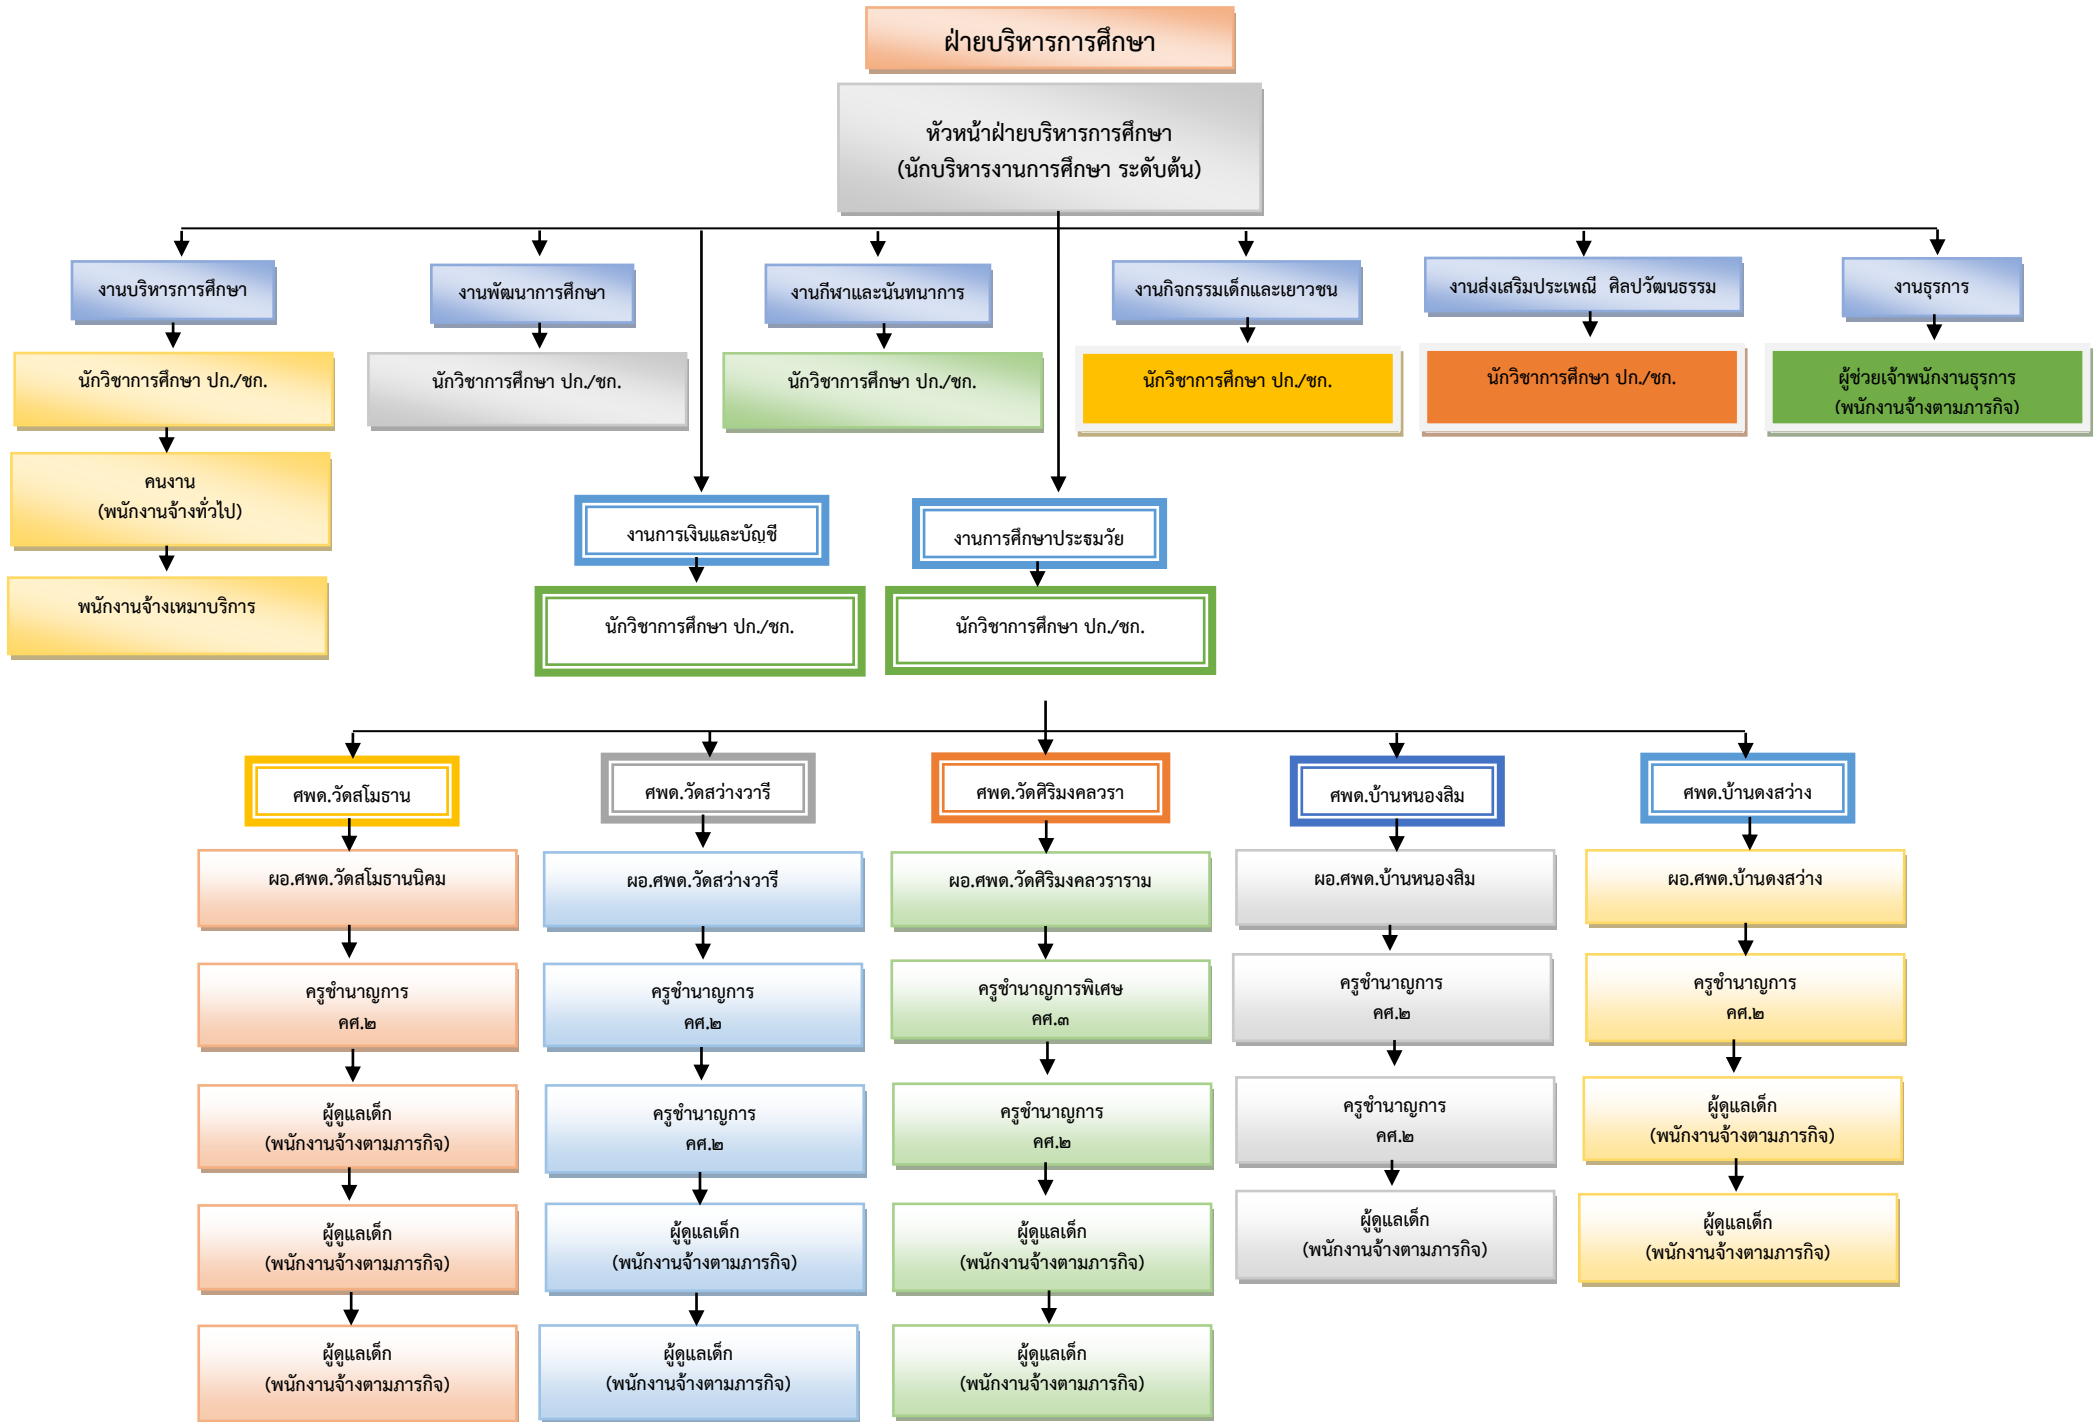 ฝ่ายบริหารการศึกษา
หัวหน้าฝ่ายบริหารการศึกษา
(นักบริหารงานการศึกษา ระดับต้น)
งานบริหารการศึกษา
งานพัฒนาการศึกษา
งานกีฬาและนันทนาการ
งานกิจกรรมเด็กและเยาวชน
งานส่งเสริมประเพณี ศิลปวัฒนธรรม
งานธุรการ
นักวิชาการศึกษา ปก./ชก.
นักวิชาการศึกษา ปก./ชก.
นักวิชาการศึกษา ปก./ชก.
นักวิชาการศึกษา ปก./ชก.
นักวิชาการศึกษา ปก./ชก.
ผู้ช่วยเจ้าพนักงานธุรการ
(พนักงานจ้างตามภารกิจ)
คนงาน
(พนักงานจ้างทั่วไป)
พนักงานจ้างเหมาบริการ
งานการเงินและบัญชี
งานการศึกษาประฐมวัย
นักวิชาการศึกษา ปก./ชก.
นักวิชาการศึกษา ปก./ชก.
ศพด.วัดสโมธาน
ศพด.วัดสว่างวารี
ศพด.วัดศิริมงคลวรา
ศพด.บ้านหนองสิม
ศพด.บ้านดงสว่าง
ผอ.ศพด.วัดสโมธานนิคม
ผอ.ศพด.วัดสว่างวารี
ผอ.ศพด.วัดศิริมงคลวราราม
ผอ.ศพด.บ้านหนองสิม
ผอ.ศพด.บ้านดงสว่าง
ครูชำนาญการ
คศ.๒
ครูชำนาญการ
คศ.๒
ครูชำนาญการพิเศษ
คศ.๓
ครูชำนาญการ
คศ.๒
ครูชำนาญการ
คศ.๒
ผู้ดูแลเด็ก
(พนักงานจ้างตามภารกิจ)
ครูชำนาญการ
คศ.๒
ครูชำนาญการ
คศ.๒
ครูชำนาญการ
คศ.๒
ผู้ดูแลเด็ก
(พนักงานจ้างตามภารกิจ)
ผู้ดูแลเด็ก
(พนักงานจ้างตามภารกิจ)
ผู้ดูแลเด็ก
(พนักงานจ้างตามภารกิจ)
ผู้ดูแลเด็ก
(พนักงานจ้างตามภารกิจ)
ผู้ดูแลเด็ก
(พนักงานจ้างตามภารกิจ)
ผู้ดูแลเด็ก
(พนักงานจ้างตามภารกิจ)
ผู้ดูแลเด็ก
(พนักงานจ้างตามภารกิจ)
ผู้ดูแลเด็ก
(พนักงานจ้างตามภารกิจ)
ผู้ดูแลเด็ก
(พนักงานจ้างตามภารกิจ)